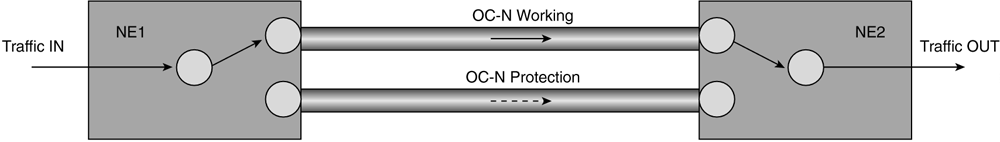 OC-N Working
Traffic IN
NE1
NE2
Traffic OUT
OC-N Protection